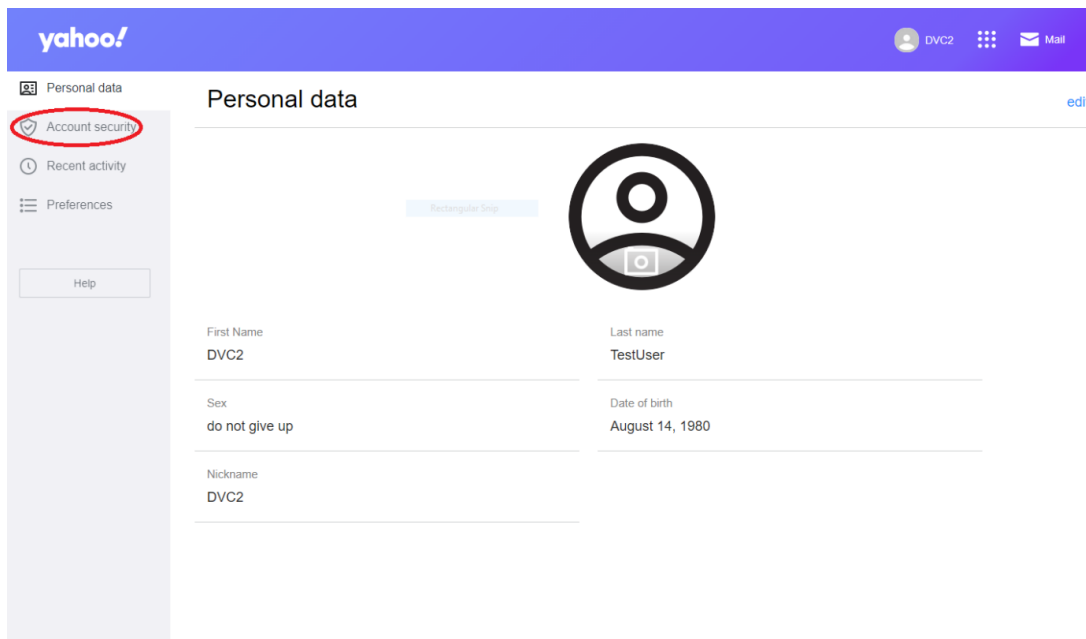 yahoo!
DVC2
Mail
Personal data
Account security
Recent activity
Preferences
Help
Personal data
edi
Rectangular Snip
First Name
DVC2
Last name
TestUser
Sex
do not give up
Date of birth
August 14, 1980
Nickname
DVC2